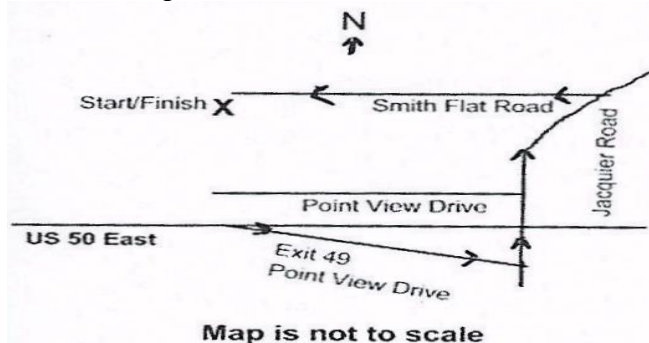 N
Start/Finish X
Smith Flat Road
Jacquier Road
Point View Drive
US 50 East
Exit 49
Point View Drive
Map is not to scale